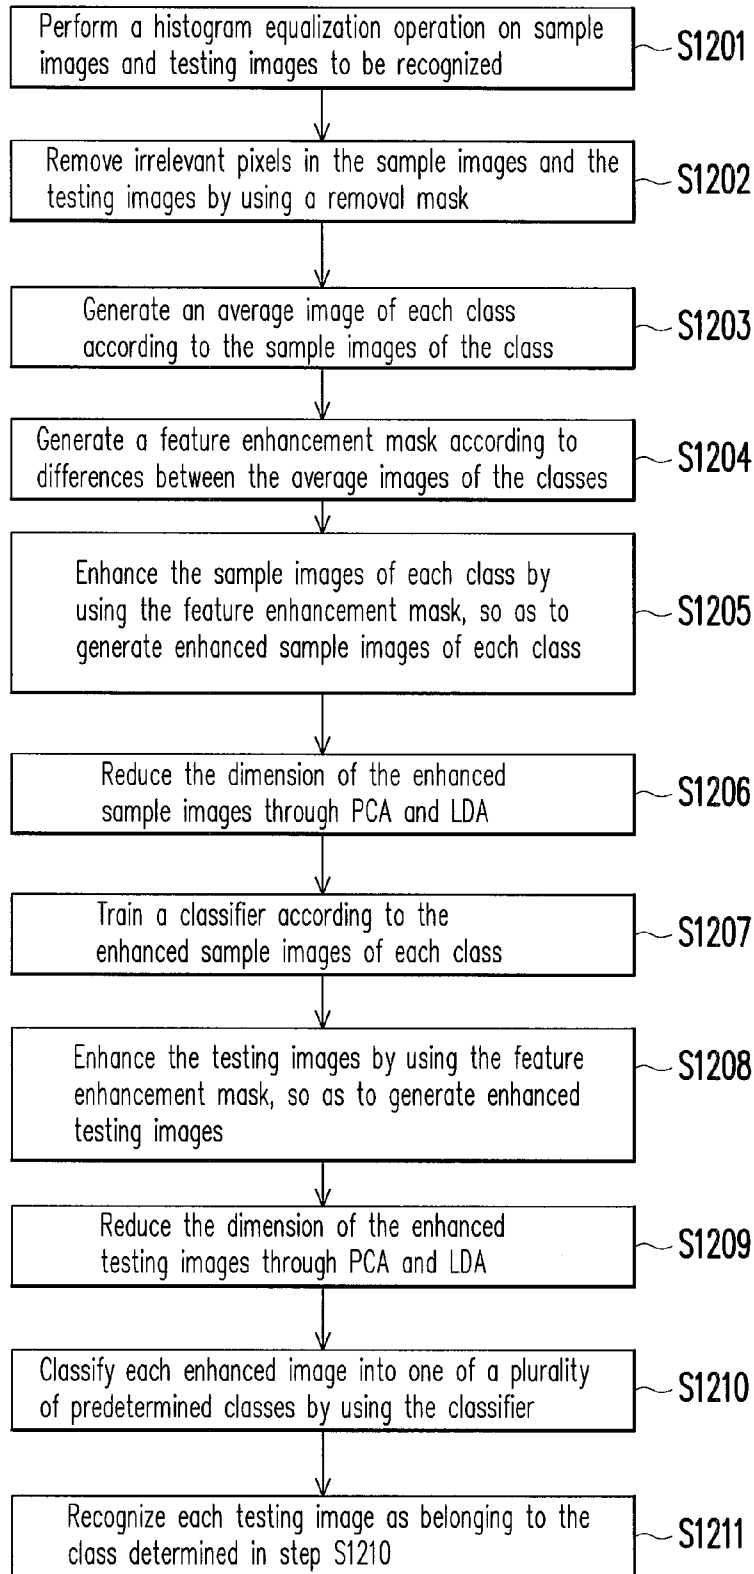 Perform a histogram equalization operation on sample
images and testing images to be recognized
S1201
Remove irrelevant pixels in the sample images and the
testing images by using a removal mask
S1202
Generate an average image of each class
according to the sample images of the class
S1203
Generate a feature enhancement mask according to
differences between the average images of the classes
S1204
Enhance the sample images of each class by
using the feature enhancement mask, so as to
generate enhanced sample images of each class
S1205
Reduce the dimension of the enhanced
sample images through PCA and LDA
S1206
Train a classifier according to the
enhanced sample images of each class
S1207
Enhance the testing images by using the feature
enhancement mask, so as to generate enhanced
testing images
S1208
Reduce the dimension of the enhanced
testing images through PCA and LDA
S1209
Classify each enhanced image into one of a plurality
of predetermined classes by using the classifier
S1210
Recognize each testing image as belonging to the
class determined in step S1210
S1211